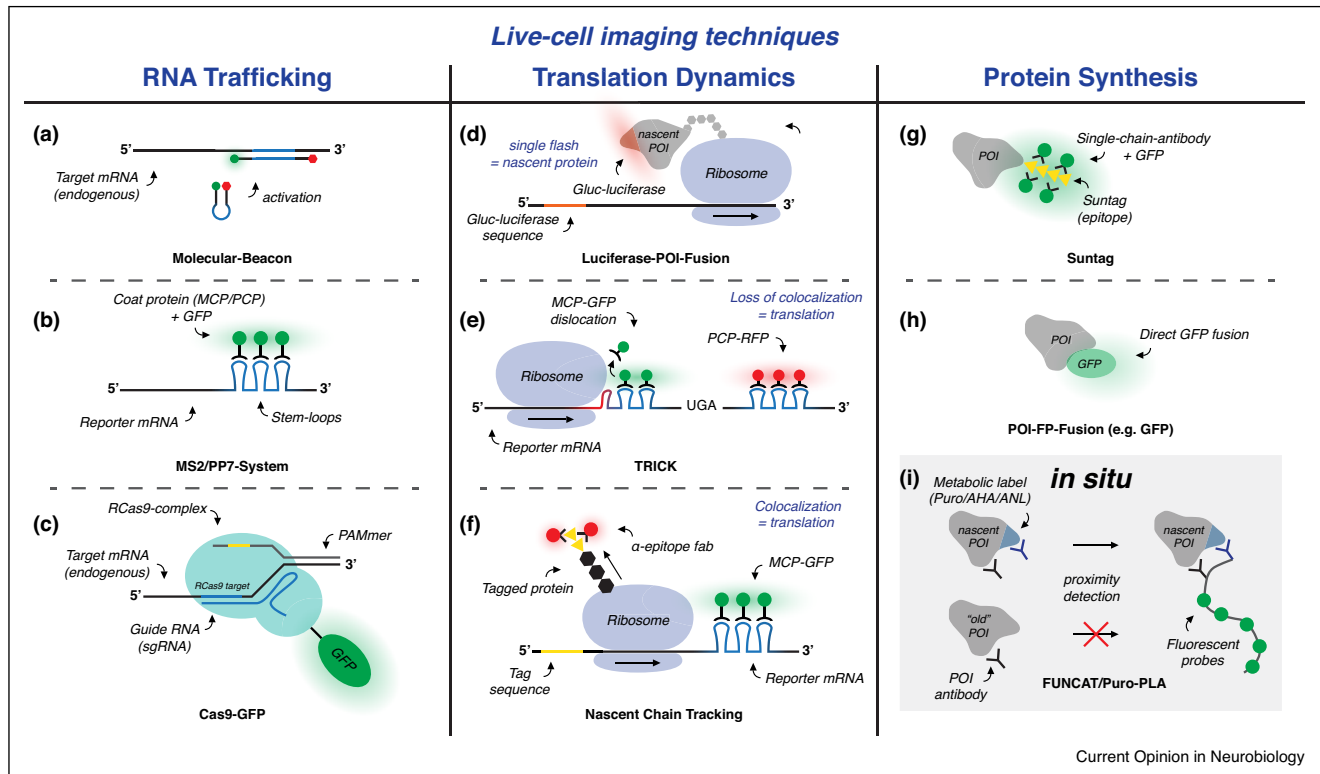 Live-cell imaging techniques
RNA Trafficking
Translation Dynamics
Protein Synthesis
(a)
5’
3’
Target mRNA
(endogenous)
activation
Molecular-Beacon
(b)
Coat protein (MCP/PCP)
+ GFP
5’
3’
Reporter mRNA
Stem-loops
MS2/PP7-System
(c)
RCas9-complex
PAMmer
Target mRNA
(endogenous)
3’
RCas9 target
5’
Guide RNA
(sgRNA)
GFP
Cas9-GFP
(d)
nascent
POI
single flash
= nascent protein
Gluc-luciferase
Ribosome
5’
3’
Gluc-luciferase
sequence
Luciferase-POI-Fusion
(e)
MCP-GFP
dislocation
Loss of colocalization
= translation
PCP-RFP
Ribosome
5’
UGA
3’
Reporter mRNA
TRICK
(f)
Colocalization
= translation
α-epitope fab
Tagged protein
MCP-GFP
Ribosome
5’
3’
Tag
sequence
Reporter mRNA
Nascent Chain Tracking
(g)
POI
Single-chain-antibody
+ GFP
Suntag
(epitope)
Suntag
(h)
POI
GFP
Direct GFP fusion
POI-FP-Fusion (e.g. GFP)
(i)
in situ
Metabolic label
(Puro/AHA/ANL)
nascent
POI
nascent
POI
proximity
detection
“old”
POI
POI
antibody
Fluorescent
probes
FUNCAT/Puro-PLA
Current Opinion in Neurobiology